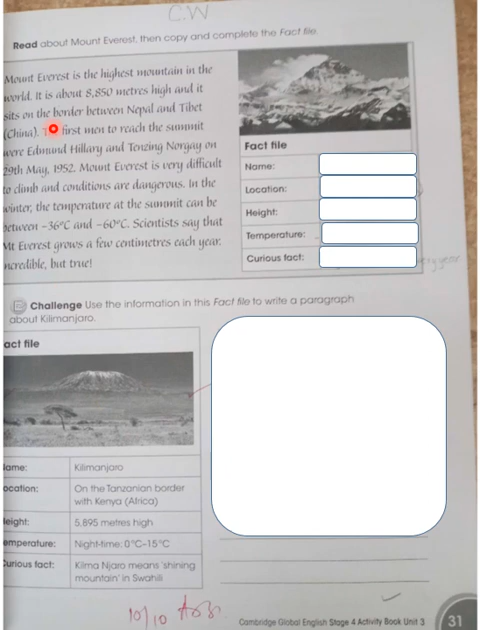 C.W
Read about Mount Everest, then copy and complete the Fact file.
Mount Everest is the highest mountain in the
world. It is about 8,850 metres high and it
sits on the border between Nepal and Tibet
(China). first men to reach the summit
were Edmund Hillary and Tenzing Norgay on
29th May, 1952. Mount Everest is very difficult
to climb and conditions are dangerous. In the
winter, the temperature at the summit can be
between -36°C and -60°C. Scientists say that
Mt Everest grows a few centimetres each year.
ncredible, but true!
Fact file
Name:
Location:
Height:
Temperature:
Curious fact:
Challenge Use the information in this Fact file to write a paragraph
about Kilimanjaro.
act file
lame: Kilimanjaro
ocation: On the Tanzanian border
with Kenya (Africa)
leight: 5,895 metres high
emperature: Night-time: 0°C–15°C
Curious fact: Kilma Njaro means 'shining
mountain' in Swahili
10/10
Cambridge Global English Stage 4 Activity Book Unit 3 31